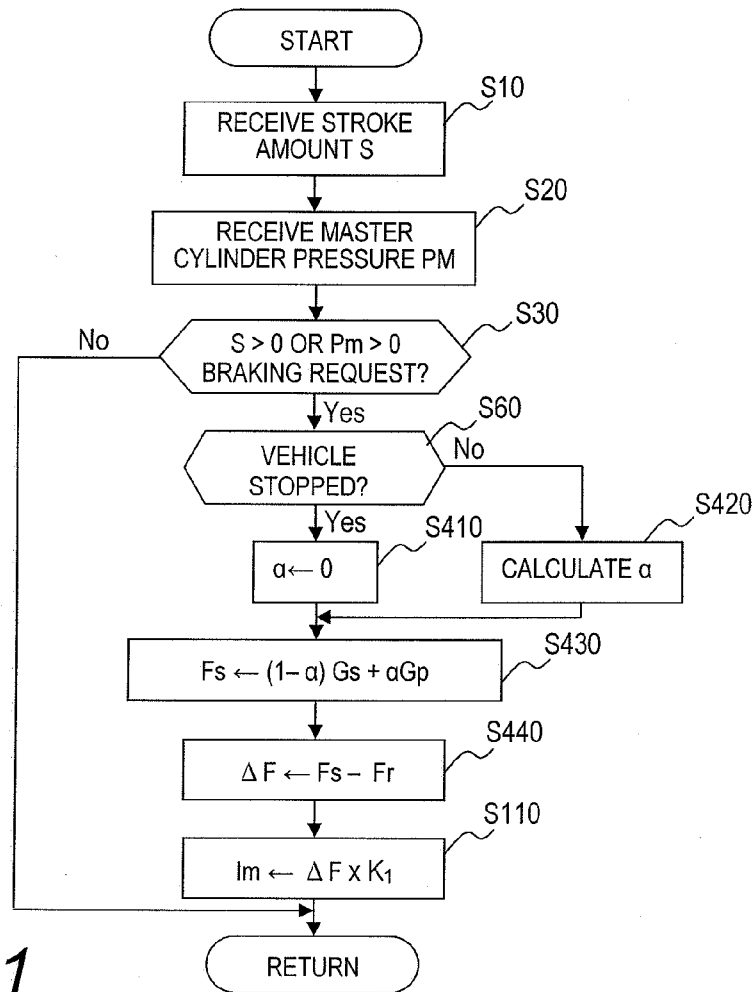 START
S10
RECEIVE STROKE
AMOUNT S
S20
RECEIVE MASTER
CYLINDER PRESSURE PM
S30
No
S > 0 OR Pm > 0
BRAKING REQUEST?
Yes
S60
VEHICLE
STOPPED?
No
Yes
S410
S420
α ← 0
CALCULATE α
S430
Fs ← (1– α) Gs + αGp
S440
Δ F ← Fs – Fr
S110
Im ← Δ F x K₁
RETURN
1